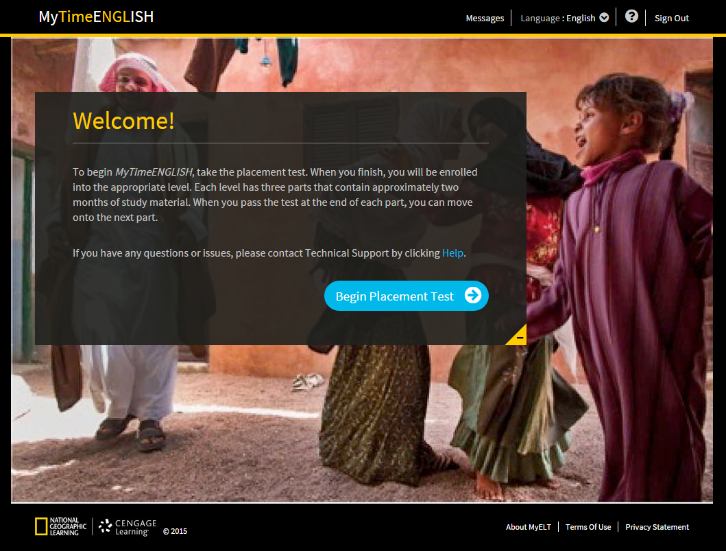 MyTimeENGLISH
Messages
Language : English
?
Sign Out
Welcome!
To begin MyTimeENGLISH, take the placement test. When you finish, you will be enrolled
into the appropriate level. Each level has three parts that contain approximately two
months of study material. When you pass the test at the end of each part, you can move
onto the next part.
If you have any questions or issues, please contact Technical Support by clicking Help.
Begin Placement Test
NATIONAL
GEOGRAPHIC
LEARNING
CENGAGE
Learning
© 2015
About MyELT
Terms Of Use
Privacy Statement